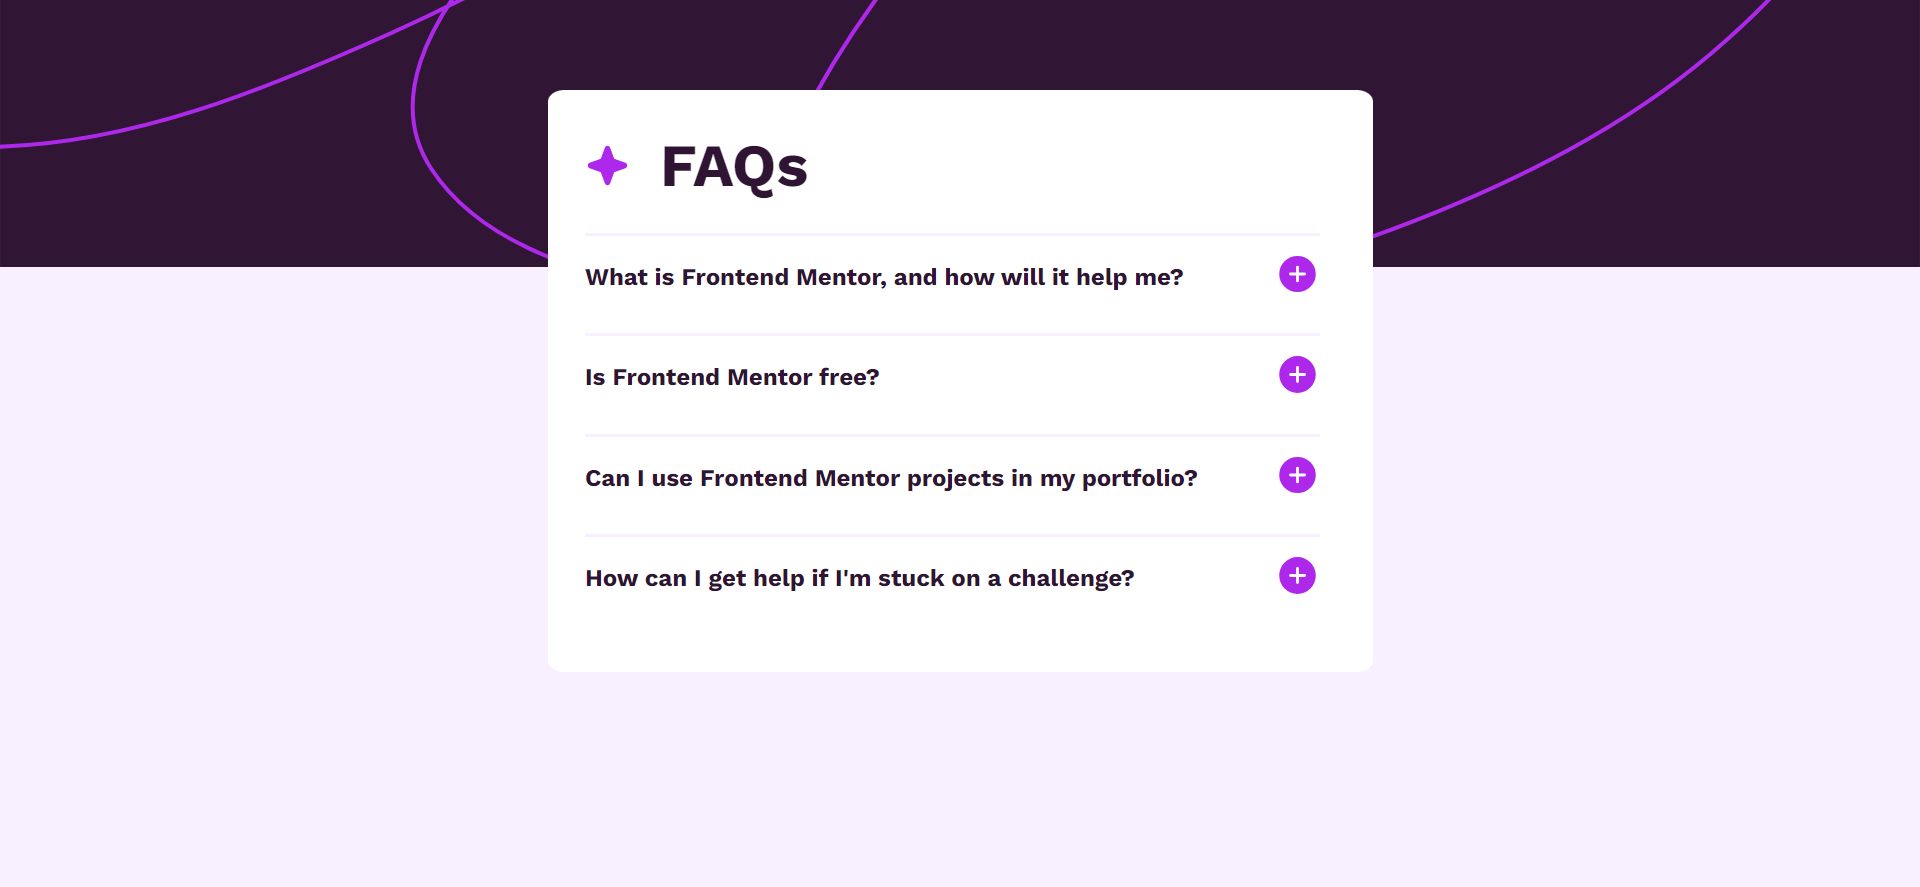 FAQs
What is Frontend Mentor, and how will it help me?
Is Frontend Mentor free?
Can I use Frontend Mentor projects in my portfolio?
How can I get help if I'm stuck on a challenge?